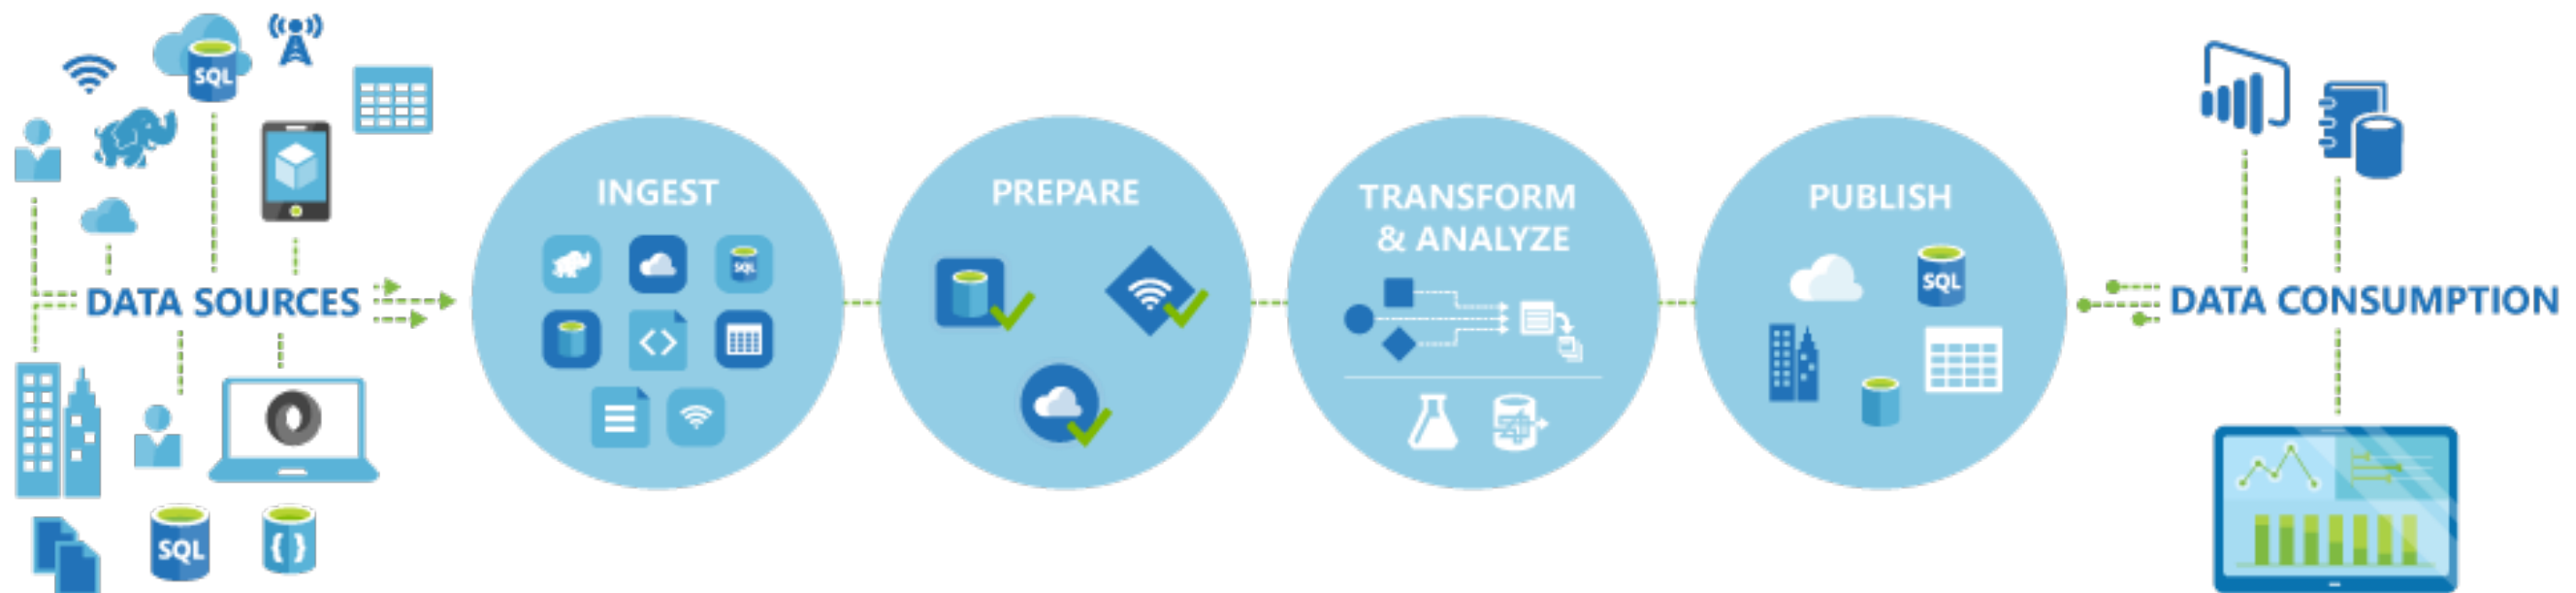 SQL
DATA SOURCES
SQL
{ }
INGEST
SQL
<>
PREPARE
TRANSFORM
& ANALYZE
PUBLISH
SQL
DATA CONSUMPTION